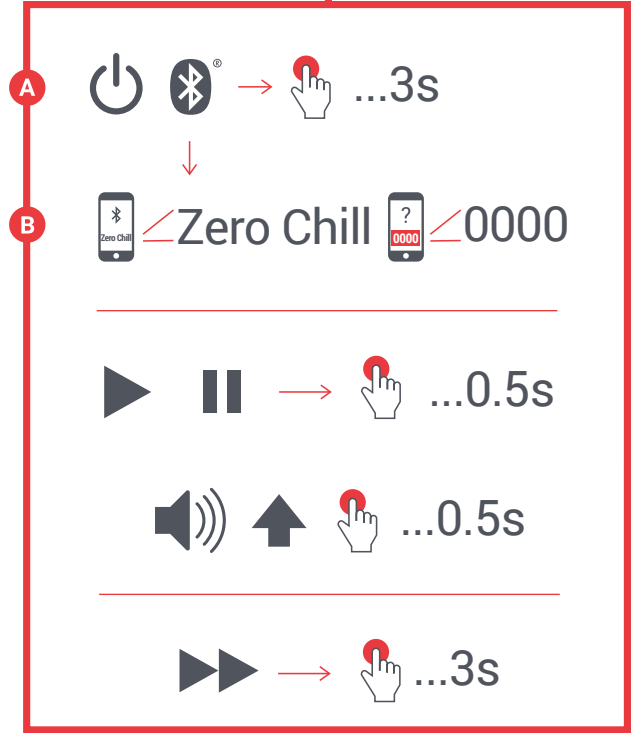 A ® ...3s
B Zero Chill Zero Chill ? 0000 0000
...0.5s
...0.5s
...3s